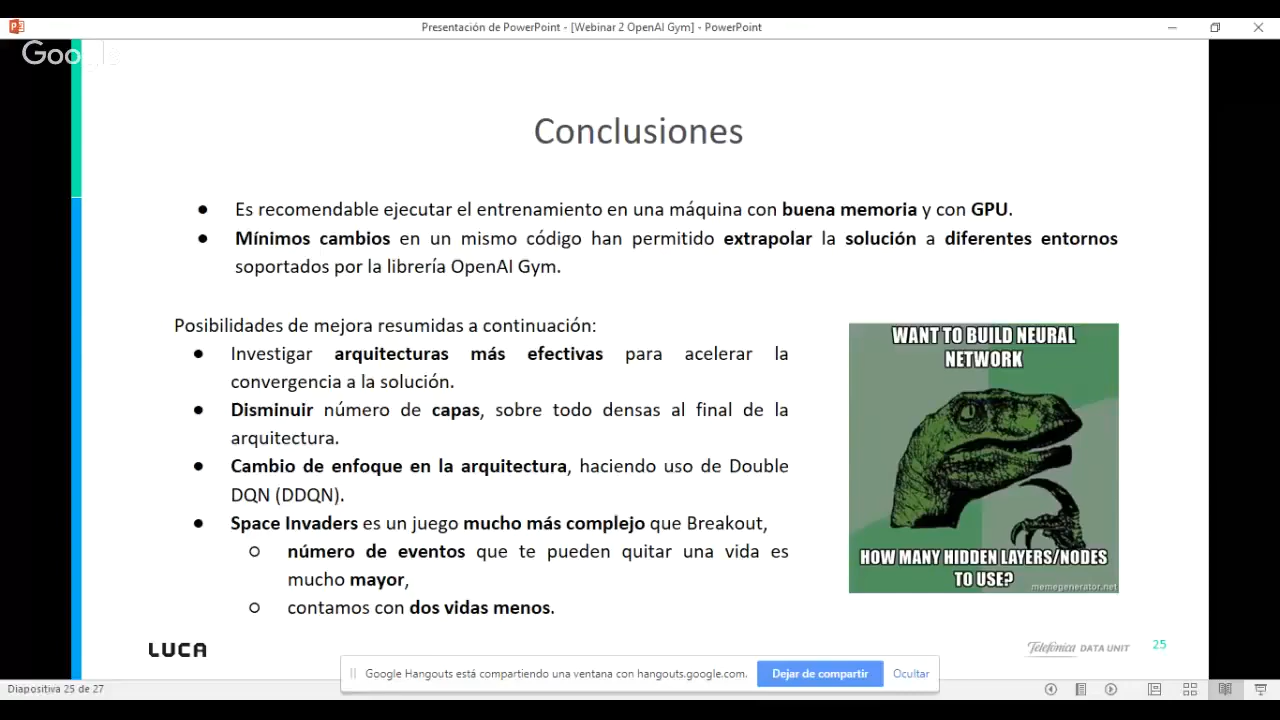 Presentación de PowerPoint - [Webinar 2 OpenAI Gym] - PowerPoint
Conclusiones
● Es recomendable ejecutar el entrenamiento en una máquina con buena memoria y con GPU.
● Mínimos cambios en un mismo código han permitido extrapolar la solución a diferentes entornos
soportados por la librería OpenAI Gym.
Posibilidades de mejora resumidas a continuación:
● Investigar arquitecturas más efectivas para acelerar la
convergencia a la solución.
● Disminuir número de capas, sobre todo densas al final de la
arquitectura.
● Cambio de enfoque en la arquitectura, haciendo uso de Double
DQN (DDQN).
● Space Invaders es un juego mucho más complejo que Breakout,
○ número de eventos que te pueden quitar una vida es
mucho mayor,
○ contamos con dos vidas menos.
WANT TO BUILD NEURAL
NETWORK
HOW MANY HIDDEN LAYERS/NODES
TO USE?
memegenerator.net
LUCA
Telefónica DATA UNIT
25
Google Hangouts está compartiendo una ventana con hangouts.google.com.
Dejar de compartir
Ocultar
Diapositiva 25 de 27